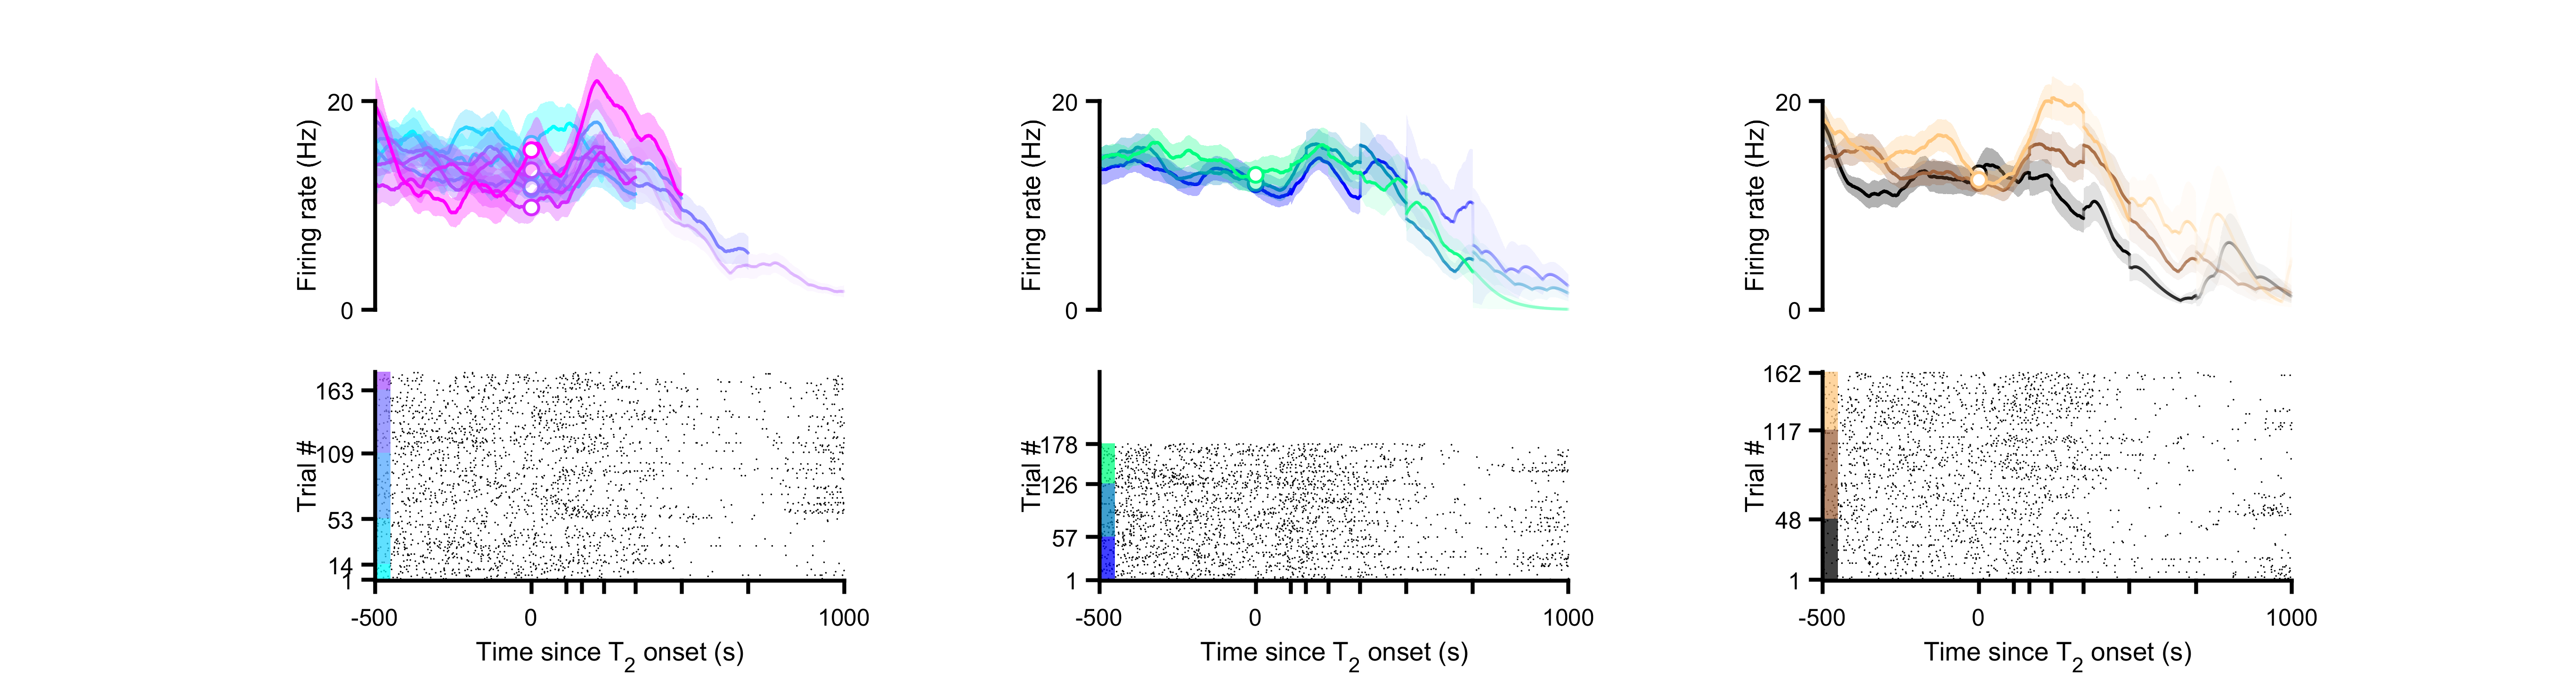 20
Firing rate (Hz)
0
20
Firing rate (Hz)
0
20
Firing rate (Hz)
0
163
109
53
14
1
Trial #
-500 0 1000
Time since T2 onset (s)
178
126
57
1
Trial #
-500 0 1000
Time since T2 onset (s)
162
117
48
1
Trial #
-500 0 1000
Time since T2 onset (s)